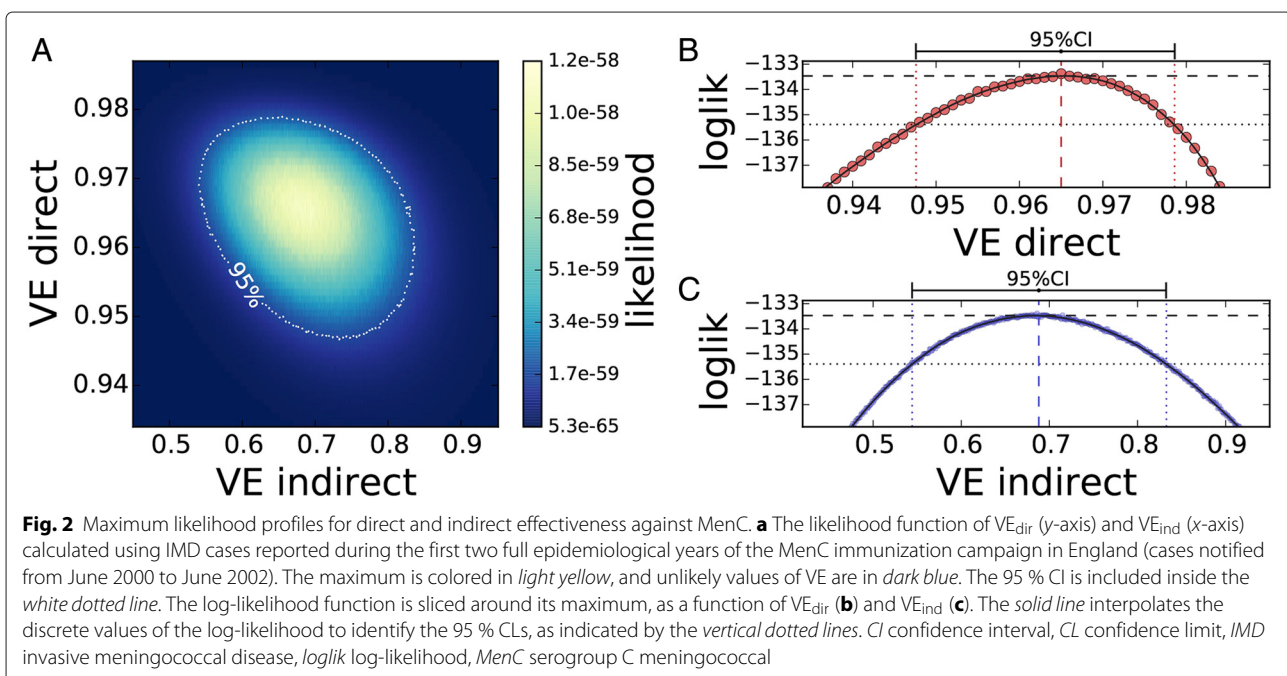 A
0.98
0.97
0.96
0.95
0.94
VE direct
95%
0.5 0.6 0.7 0.8 0.9
VE indirect
1.2e-58
1.0e-58
8.5e-59
6.8e-59
5.1e-59
3.4e-59
1.7e-59
5.3e-65
likelihood
B
95%CI
−133
−134
−135
−136
−137
loglik
0.94 0.95 0.96 0.97 0.98
VE direct
C
95%CI
−133
−134
−135
−136
−137
loglik
0.5 0.6 0.7 0.8 0.9
VE indirect
Fig. 2 Maximum likelihood profiles for direct and indirect effectiveness against MenC. a The likelihood function of VEdir (y-axis) and VEind (x-axis)
calculated using IMD cases reported during the first two full epidemiological years of the MenC immunization campaign in England (cases notified
from June 2000 to June 2002). The maximum is colored in light yellow, and unlikely values of VE are in dark blue. The 95 % CI is included inside the
white dotted line. The log-likelihood function is sliced around its maximum, as a function of VEdir (b) and VEind (c). The solid line interpolates the
discrete values of the log-likelihood to identify the 95 % CLs, as indicated by the vertical dotted lines. CI confidence interval, CL confidence limit, IMD
invasive meningococcal disease, loglik log-likelihood, MenC serogroup C meningococcal